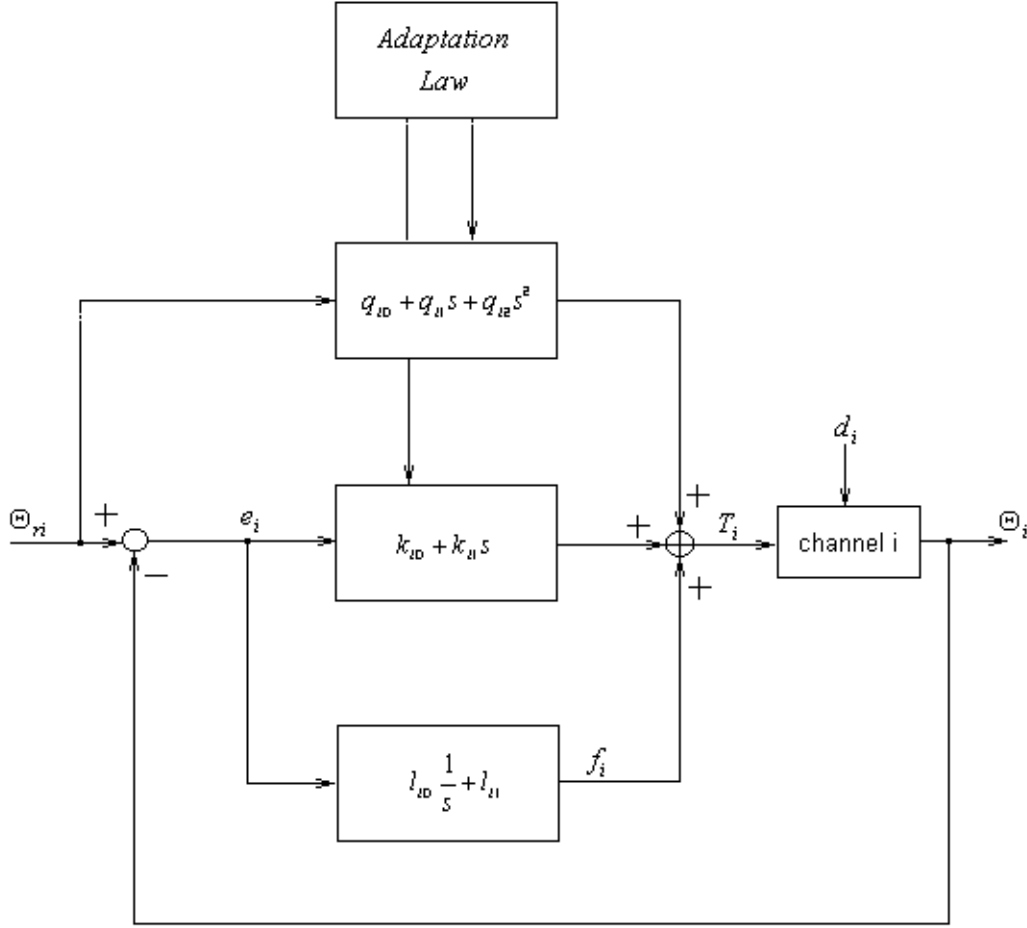 Adaptation
Law
q_{i0} + q_{i1} s + q_{i2} s^2
d_i
Θ_{ri}
+
−
e_i
k_{i0} + k_{i1} s
+
+
+
T_i
channel i
Θ_i
l_{i0} \frac{1}{s} + l_{i1}
f_i